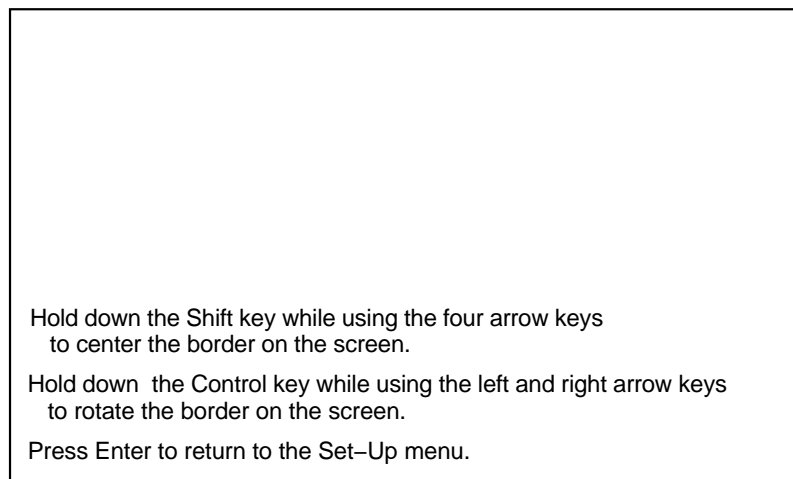 Hold down the Shift key while using the four arrow keys
to center the border on the screen.
Hold down the Control key while using the left and right arrow keys
to rotate the border on the screen.
Press Enter to return to the Set−Up menu.